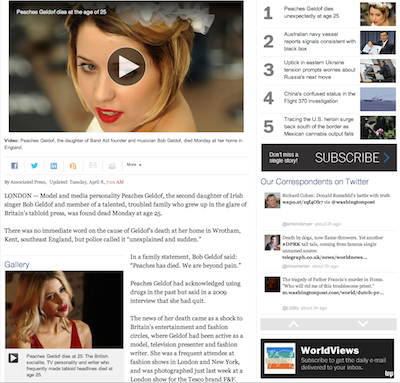 Peaches Geldof dies at the age of 25
Video: Peaches Geldof, the daughter of Band Aid founder and musician Bob Geldof, died Monday at her home in
England.
More
By Associated Press, Updated: Tuesday, April 8, 7:01 AM
LONDON — Model and media personality Peaches Geldof, the second daughter of Irish
singer Bob Geldof and member of a talented, troubled family who grew up in the glare of
Britain's tabloid press, was found dead Monday at age 25.
There was no immediate word on the cause of Geldof's death at her home in Wrotham,
Kent, southeast England, but police called it "unexplained and sudden."
Gallery
Peaches Geldof dies at 25: The British
socialite, TV personality and writer who
frequently made tabloid headlines died at
age 25.
In a family statement, Bob Geldof said:
"Peaches has died. We are beyond pain."
Peaches Geldof had acknowledged using
drugs in the past but said in a 2009
interview that she had quit.
The news of her death came as a shock to
Britain's entertainment and fashion
circles, where Geldof had been active as a
model, television presenter and fashion
writer. She was a frequent attendee at
fashion shows in London and New York,
and was photographed just last week at a
London show for the Tesco brand F&F.
1 Peaches Geldof dies
unexpectedly at age 25
2 Australian navy vessel
reports signals consistent with
black box
3 Uptick in eastern Ukraine
tension prompts worries about
Russia's next move
4 China's confused status in the
Flight 370 investigation
5 Tracing the U.S. heroin surge
back south of the border as
Mexican cannabis output falls
Don't miss a
single story!
SUBSCRIBE
Our Correspondents on Twitter
Richard Cohen: Donald Rumsfeld's battle with truth
via @washingtonpost
about 1h ago
Death by dogs, now flame-throwers. Yet another
#DPRK tall tale, coming from famous single
unnamed source.
telegraph.co.uk/news/worldnews...
about 2h ago
The tragedy of Father Francis's murder in Homs.
"Who will rid me of this troublesome priest."
m.washingtonpost.com/world/dutch-pr...
about 3h ago
WorldViews
Subscribe to get the daily e-mail
delivered to your inbox.
top